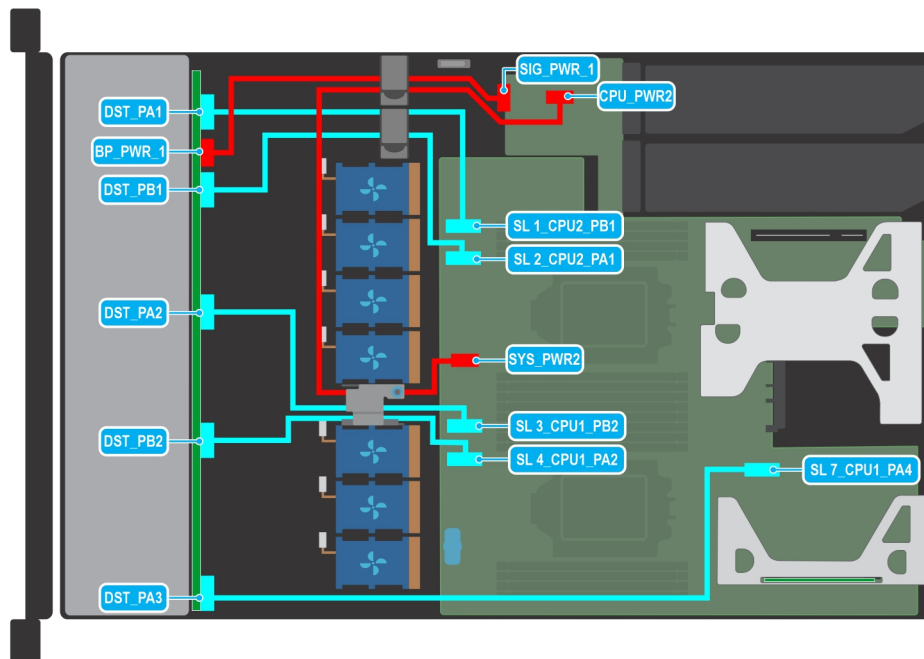 SIG_PWR_1
CPU_PWR2
DST_PA1
BP_PWR_1
DST_PB1
SL 1_CPU2_PB1
SL 2_CPU2_PA1
DST_PA2
SYS_PWR2
SL 3_CPU1_PB2
DST_PB2
SL 4_CPU1_PA2
SL 7_CPU1_PA4
DST_PA3